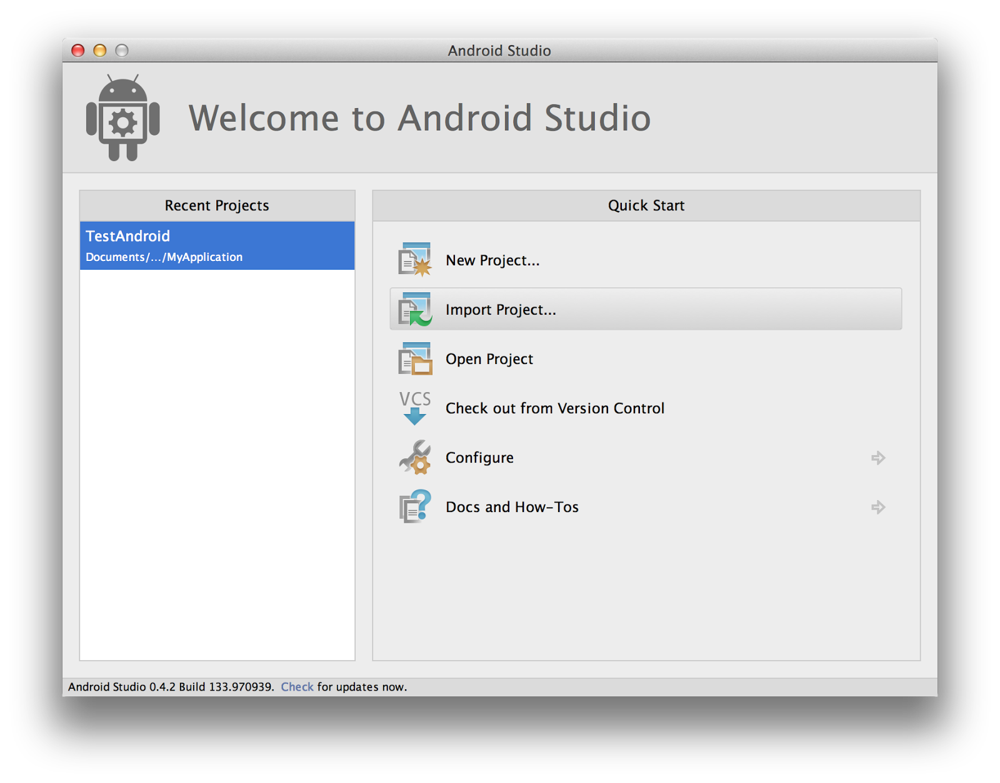 Android Studio
Welcome to Android Studio
Recent Projects
TestAndroid
Documents/.../MyApplication
Quick Start
New Project...
Import Project...
Open Project
VCS
Check out from Version Control
Configure
Docs and How-Tos
Android Studio 0.4.2 Build 133.970939. Check for updates now.